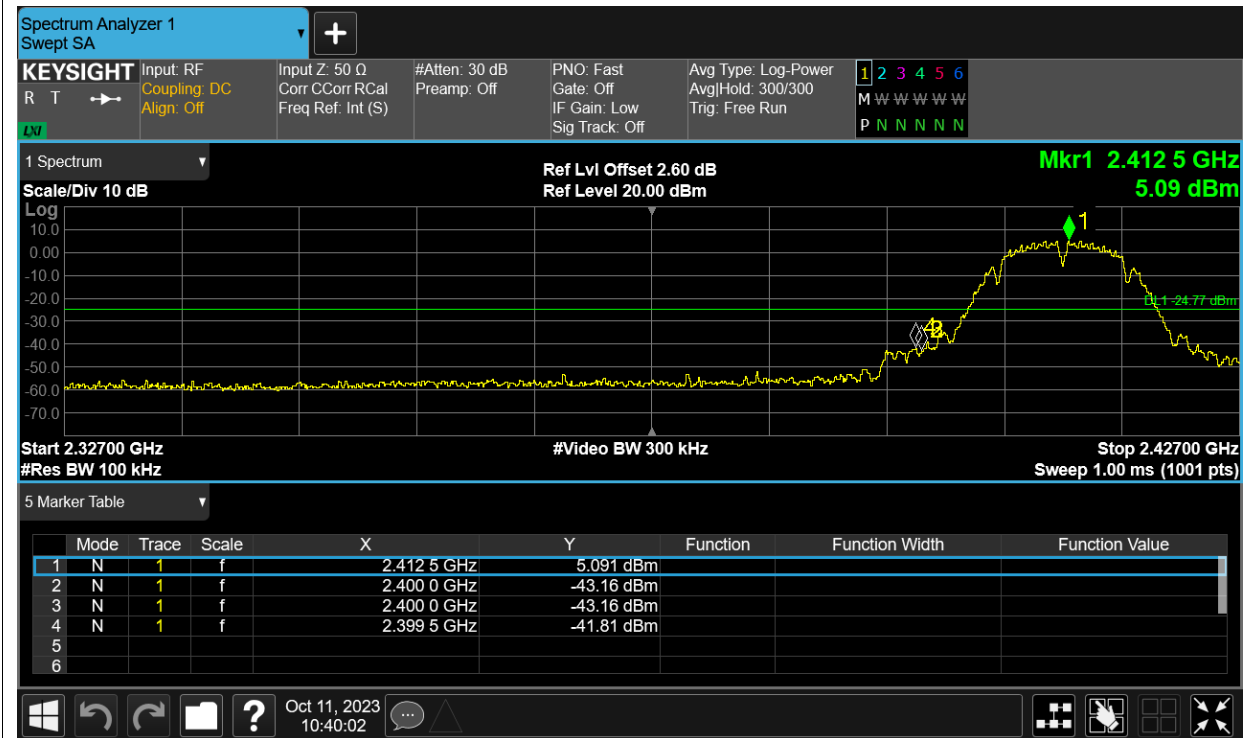 Spectrum Analyzer 1
Swept SA
KEYSIGHT
R T
LXI
Input: RF
Coupling: DC
Align: Off
Input Z: 50 Ω
Corr CCorr RCal
Freq Ref: Int (S)
#Atten: 30 dB
Preamp: Off
PNO: Fast
Gate: Off
IF Gain: Low
Sig Track: Off
Avg Type: Log-Power
Avg|Hold: 300/300
Trig: Free Run
1 2 3 4 5 6
M W W W W W
P N N N N N
1 Spectrum
Scale/Div 10 dB
Ref Lvl Offset 2.60 dB
Ref Level 20.00 dBm
Mkr1 2.412 5 GHz
5.09 dBm
Log
10.0
0.00
-10.0
-20.0
-30.0
-40.0
-50.0
-60.0
-70.0
1
DL1 -24.77 dBm
4
Start 2.32700 GHz
#Video BW 300 kHz
Stop 2.42700 GHz
#Res BW 100 kHz
Sweep 1.00 ms (1001 pts)
5 Marker Table
Mode Trace Scale X Y Function Function Width Function Value
1 N 1 f 2.412 5 GHz 5.091 dBm
2 N 1 f 2.400 0 GHz -43.16 dBm
3 N 1 f 2.400 0 GHz -43.16 dBm
4 N 1 f 2.399 5 GHz -41.81 dBm
5
6
?
Oct 11, 2023
10:40:02